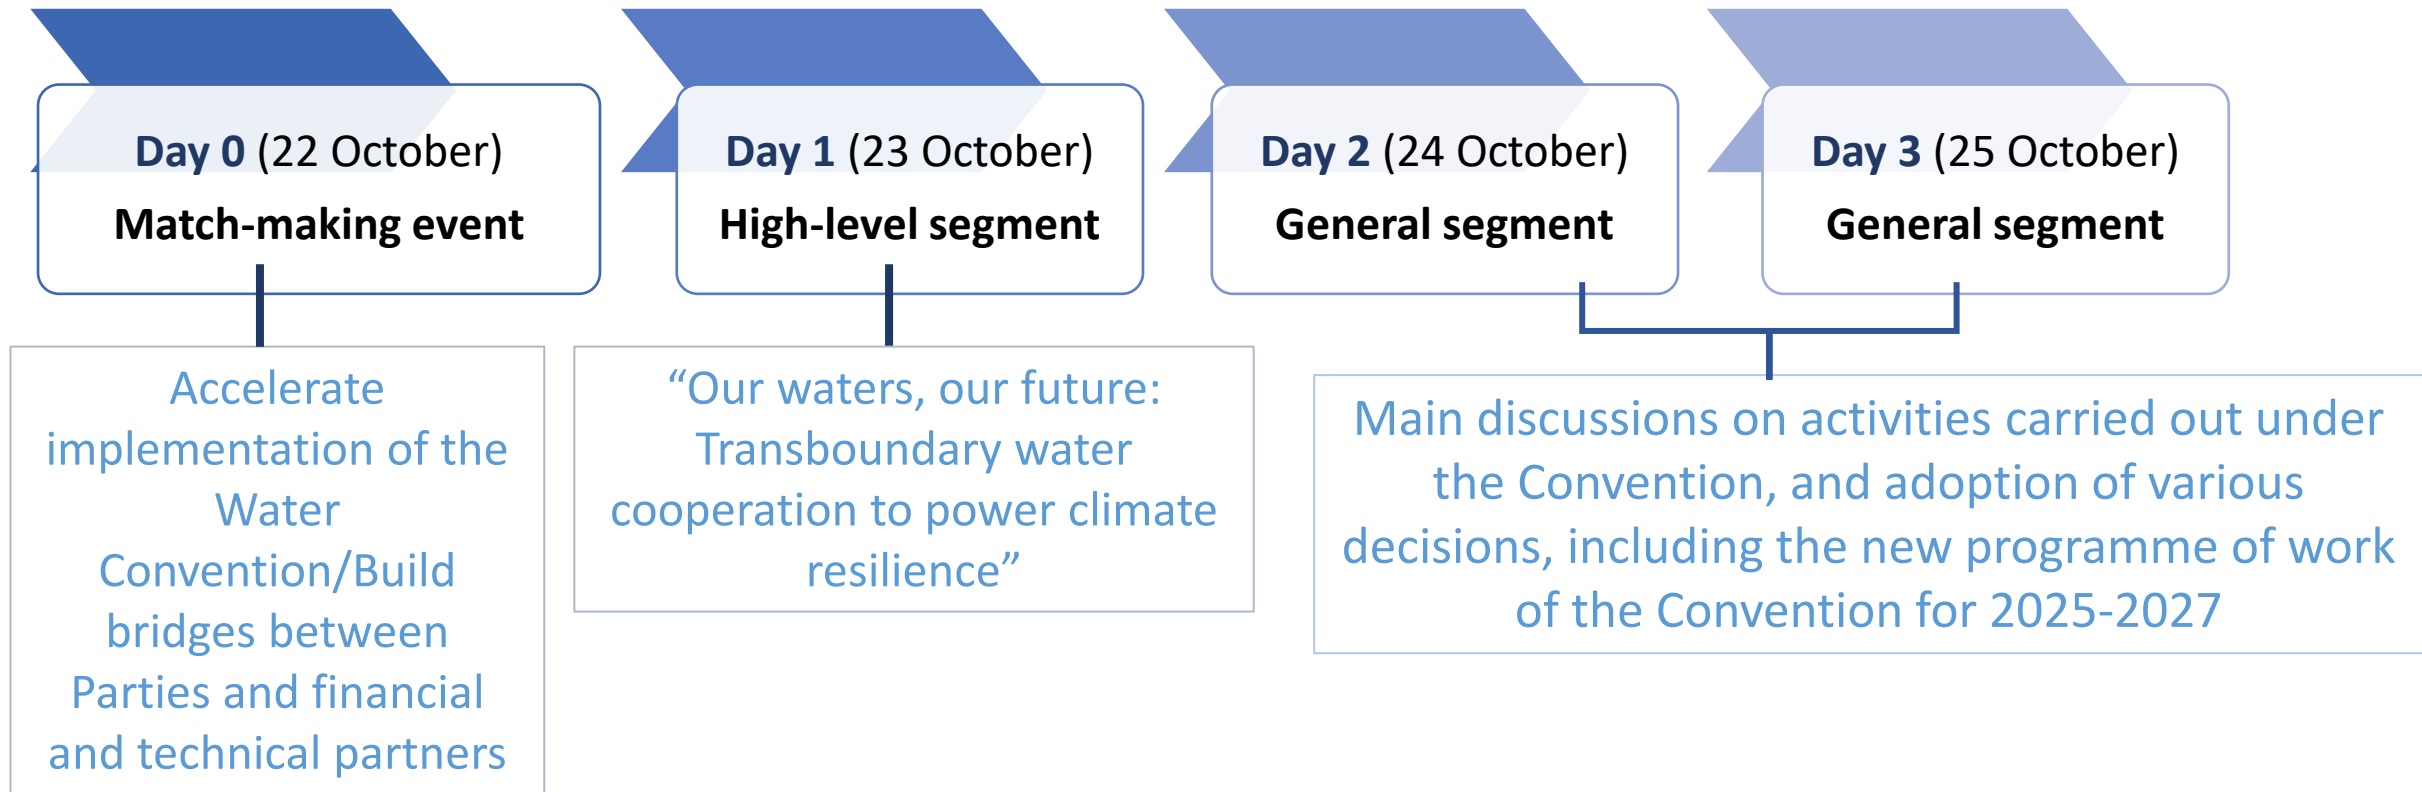 Day 0 (22 October)
Match-making event
Day 1 (23 October)
High-level segment
Day 2 (24 October)
General segment
Day 3 (25 October)
General segment
Accelerate
implementation of the
Water
Convention/Build
bridges between
Parties and financial
and technical partners
“Our waters, our future:
Transboundary water
cooperation to power climate
resilience”
Main discussions on activities carried out under
the Convention, and adoption of various
decisions, including the new programme of work
of the Convention for 2025-2027